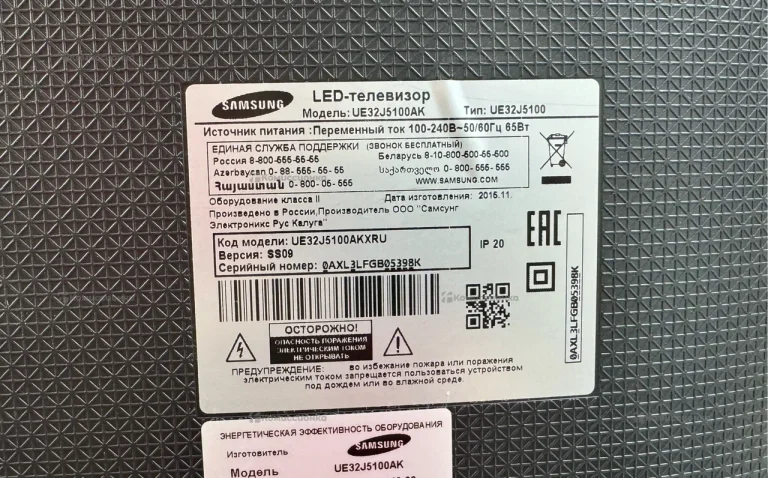 SAMSUNG
LED-телевизор
Модель: UE32J5100AK Тип: UE32J5100
Источник питания :Переменный ток 100-240В~50/60Гц 65Вт
ЕДИНАЯ СЛУЖБА ПОДДЕРЖКИ (ЗВОНОК БЕСПЛАТНЫЙ)
Россия 8-800-555-55-55 Беларусь 8-10-800-500-55-500
Azerbaycan 0- 88- 555- 55- 55 საქართველო 0- 800- 555- 555
Հայաստան 0- 800- 05- 555 WWW.SAMSUNG.COM
Оборудование класса II Дата изготовления: 2015.11.
Произведено в России,Производитель ООО "Самсунг
Электроникс Рус Калуга"
Код модели: UE32J5100AKXRU
Версия: SS09
Серийный номер: 0AXL3LFGB05398K
IP 20
EAC
0AXL3LFGB05398K
Комиссионка
ОСТОРОЖНО!
ОПАСНОСТЬ ПОРАЖЕНИЯ
ЭЛЕКТРИЧЕСКИМ ТОКОМ
НЕ ОТКРЫВАТЬ
ПРЕДУПРЕЖДЕНИЕ: во избежание пожара или поражения
электрическим током запрещается пользоваться устройством
под дождем или во влажной среде.
Комиссионка
ЭНЕРГЕТИЧЕСКАЯ ЭФФЕКТИВНОСТЬ ОБОРУДОВАНИЯ
Изготовитель SAMSUNG
Модель UE32J5100AK